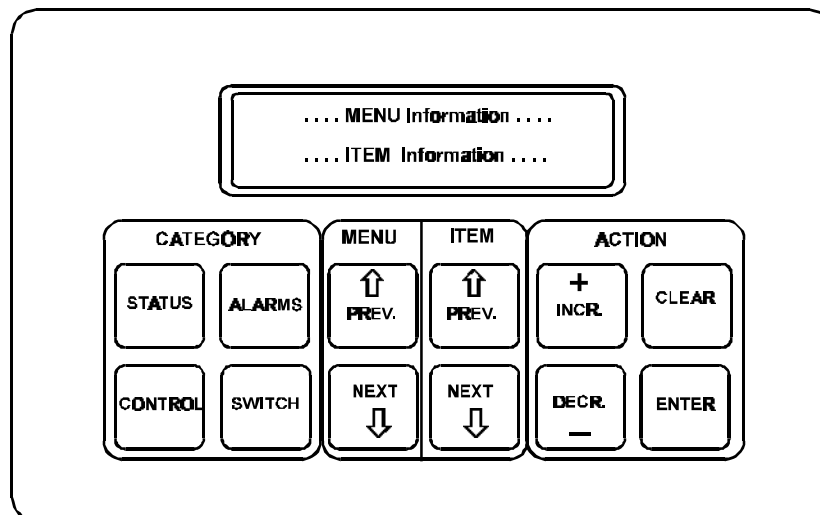 .... MENU Information ....
.... ITEM Information ....
CATEGORY
MENU
ITEM
ACTION
STATUS
ALARMS
PREV.
PREV.
+
INCR.
CLEAR
CONTROL
SWITCH
NEXT
NEXT
DECR.
—
ENTER